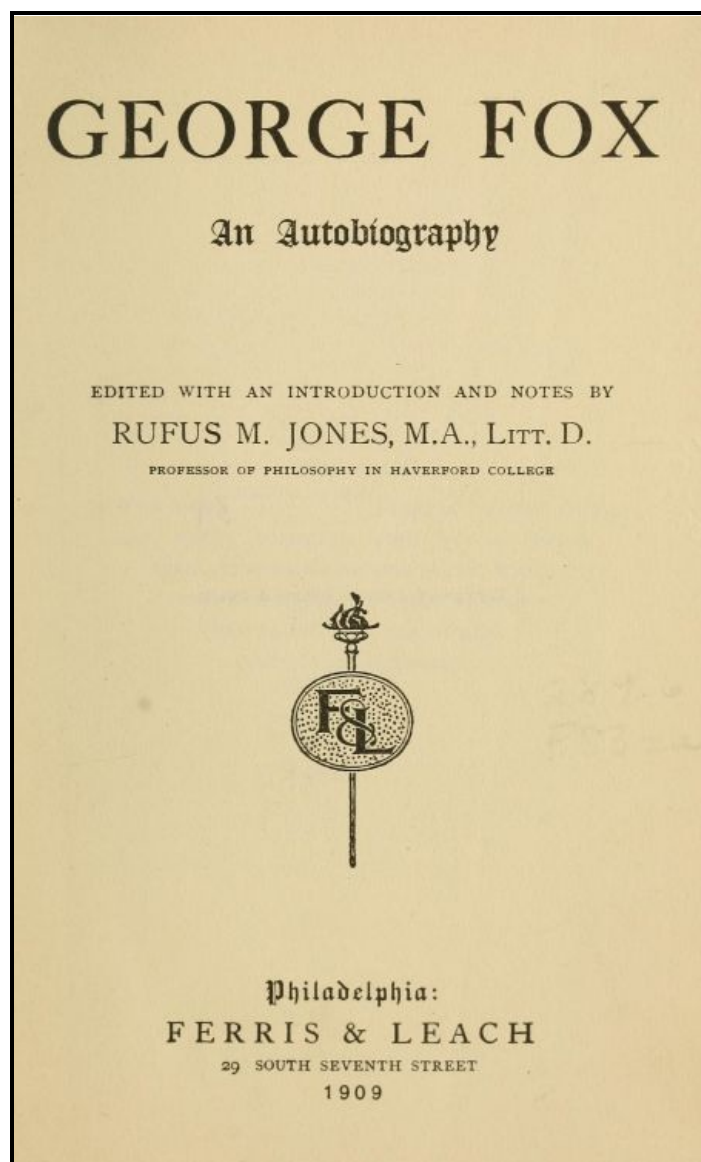 GEORGE FOX
An Autobiography
EDITED WITH AN INTRODUCTION AND NOTES BY
RUFUS M. JONES, M.A., LITT. D.
PROFESSOR OF PHILOSOPHY IN HAVERFORD COLLEGE
F&L
Philadelphia:
FERRIS & LEACH
29 SOUTH SEVENTH STREET
1909